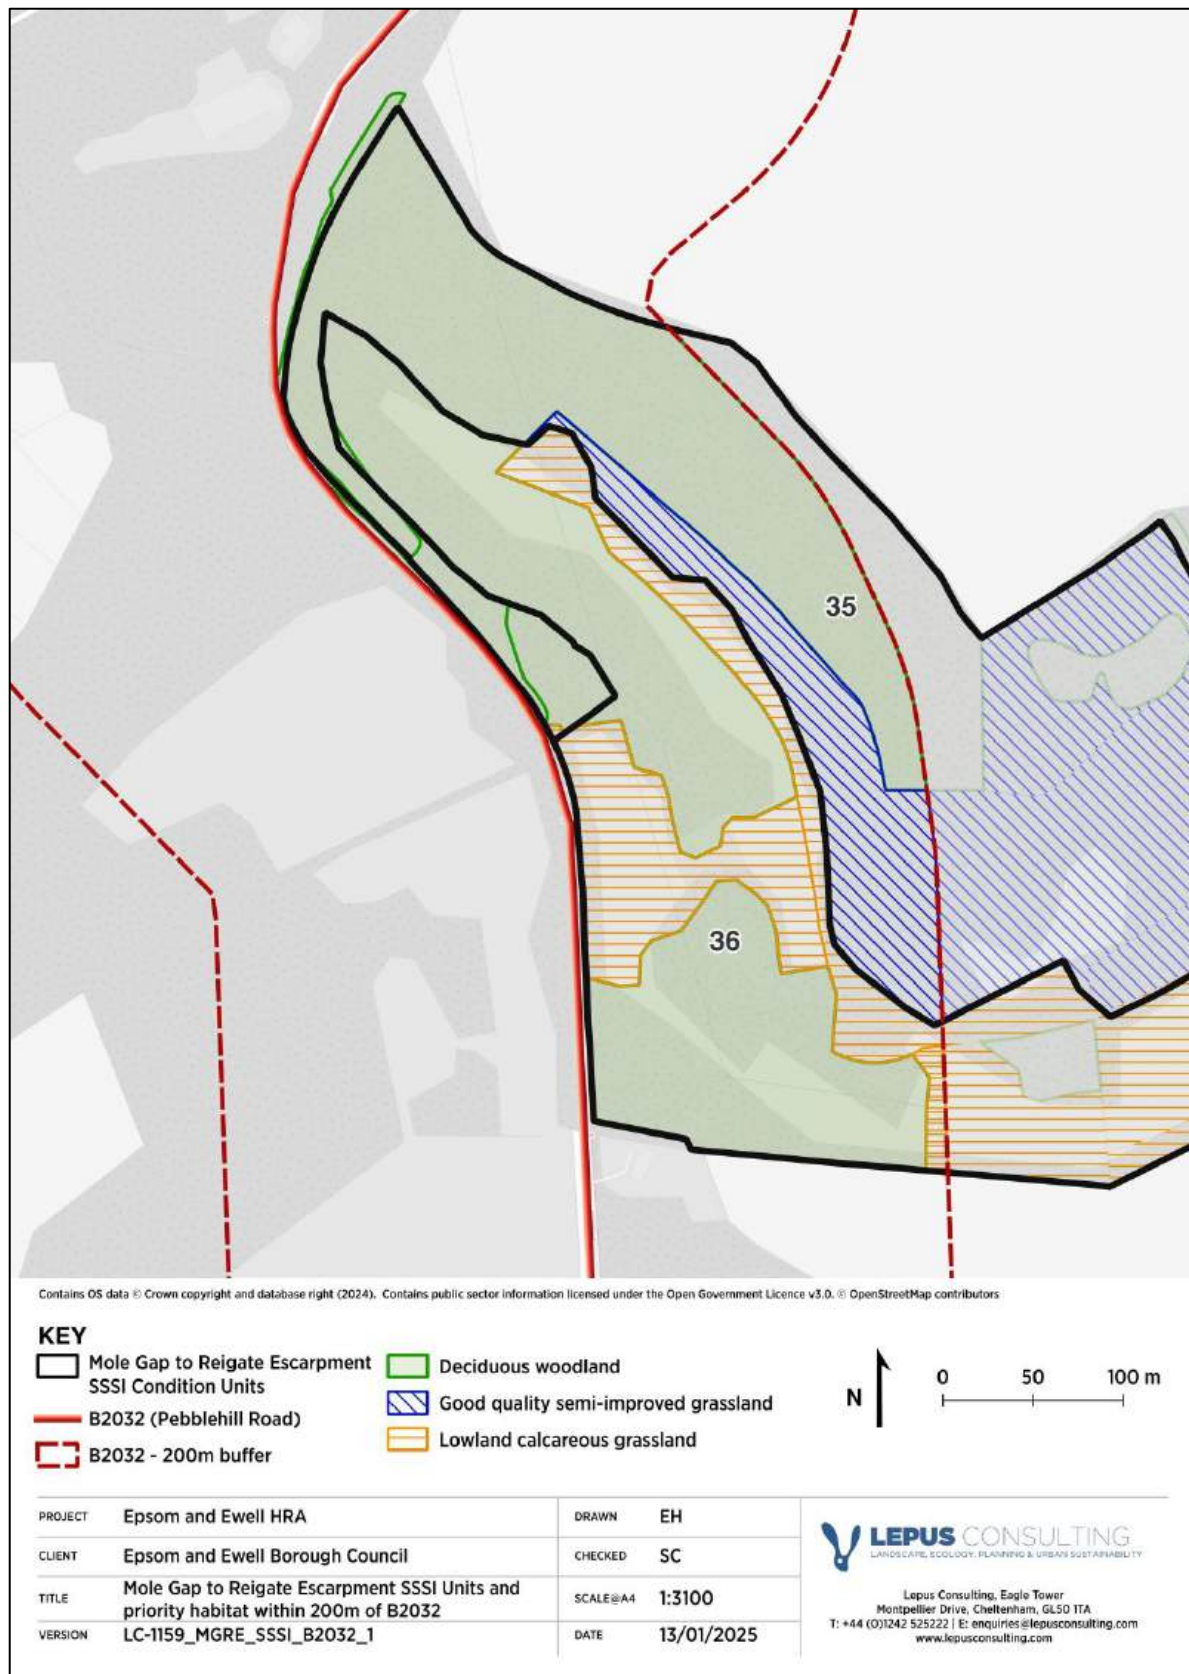 35
36
Contains OS data © Crown copyright and database right (2024). Contains public sector information licensed under the Open Government Licence v3.0. © OpenStreetMap contributors
KEY
Mole Gap to Reigate Escarpment
SSSI Condition Units
B2032 (Pebblehill Road)
B2032 - 200m buffer
Deciduous woodland
Good quality semi-improved grassland
Lowland calcareous grassland
N
0 50 100 m
PROJECT Epsom and Ewell HRA
CLIENT Epsom and Ewell Borough Council
TITLE Mole Gap to Reigate Escarpment SSSI Units and
priority habitat within 200m of B2032
VERSION LC-1159_MGRE_SSSI_B2032_1
DRAWN EH
CHECKED SC
SCALE@A4 1:3100
DATE 13/01/2025
LEPUS CONSULTING
LANDSCAPE, ECOLOGY, PLANNING & URBAN SUSTAINABILITY
Lepus Consulting, Eagle Tower
Montpellier Drive, Cheltenham, GL50 1TA
T: +44 (0)1242 525222 | E: enquiries@lepusconsulting.com
www.lepusconsulting.com